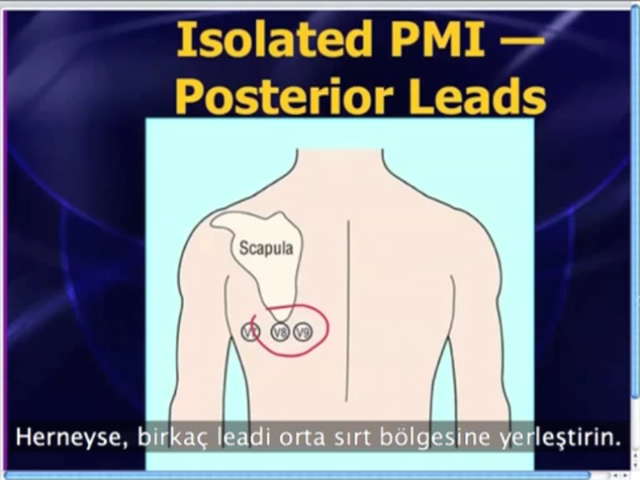 Isolated PMI —
Posterior Leads
Scapula
V7 V8 V9
Herneyse, birkaç leadi orta sırt bölgesine yerleştirin.